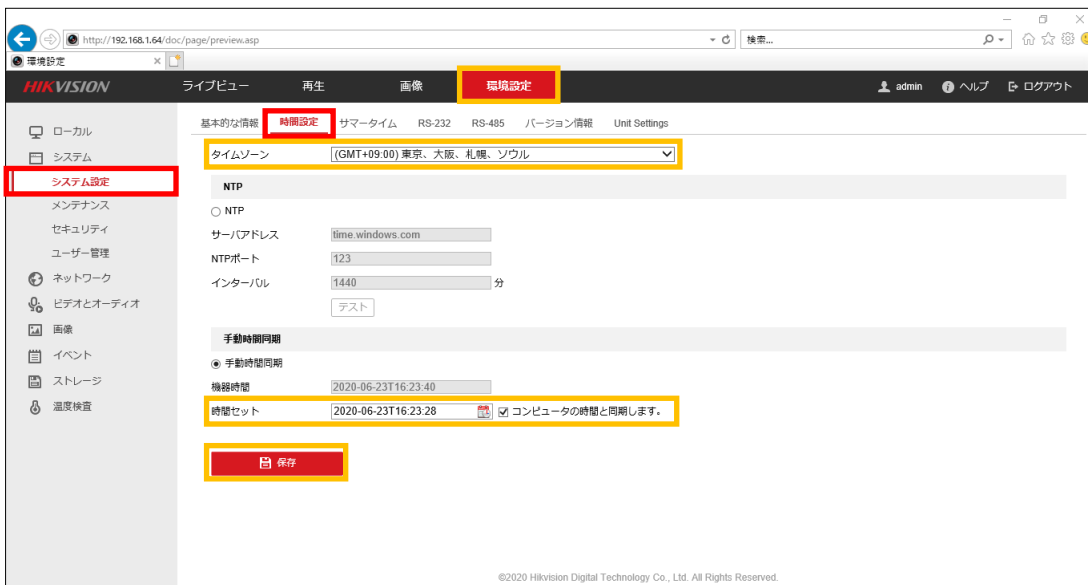 http://192.168.1.64/doc/page/preview.asp
検索...
環境設定
HIKVISION
ライブビュー 再生 画像 環境設定 admin ヘルプ ログアウト
ローカル
システム
システム設定
メンテナンス
セキュリティ
ユーザー管理
ネットワーク
ビデオとオーディオ
画像
イベント
ストレージ
温度検査
基本的な情報 時間設定 サマータイム RS-232 RS-485 バージョン情報 Unit Settings
タイムゾーン (GMT+09:00) 東京、大阪、札幌、ソウル
NTP
NTP
サーバアドレス time.windows.com
NTPポート 123
インターバル 1440 分
テスト
手動時間同期
手動時間同期
機器時間 2020-06-23T16:23:40
時間セット 2020-06-23T16:23:28 コンピュータの時間と同期します。
保存
©2020 Hikvision Digital Technology Co., Ltd. All Rights Reserved.